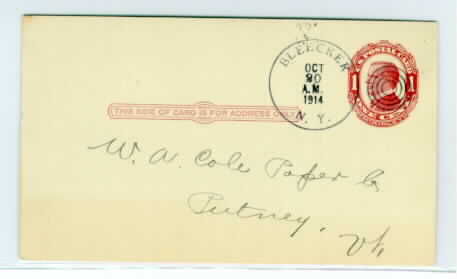 BLEECKER
OCT
20
A.M.
1914
N. Y.
U.S. POSTAL CARD
1 1
ONE CENT
THIS SIDE OF CARD IS FOR ADDRESS ONLY
W. A. Cole Paper Co
Putney,
Vt.